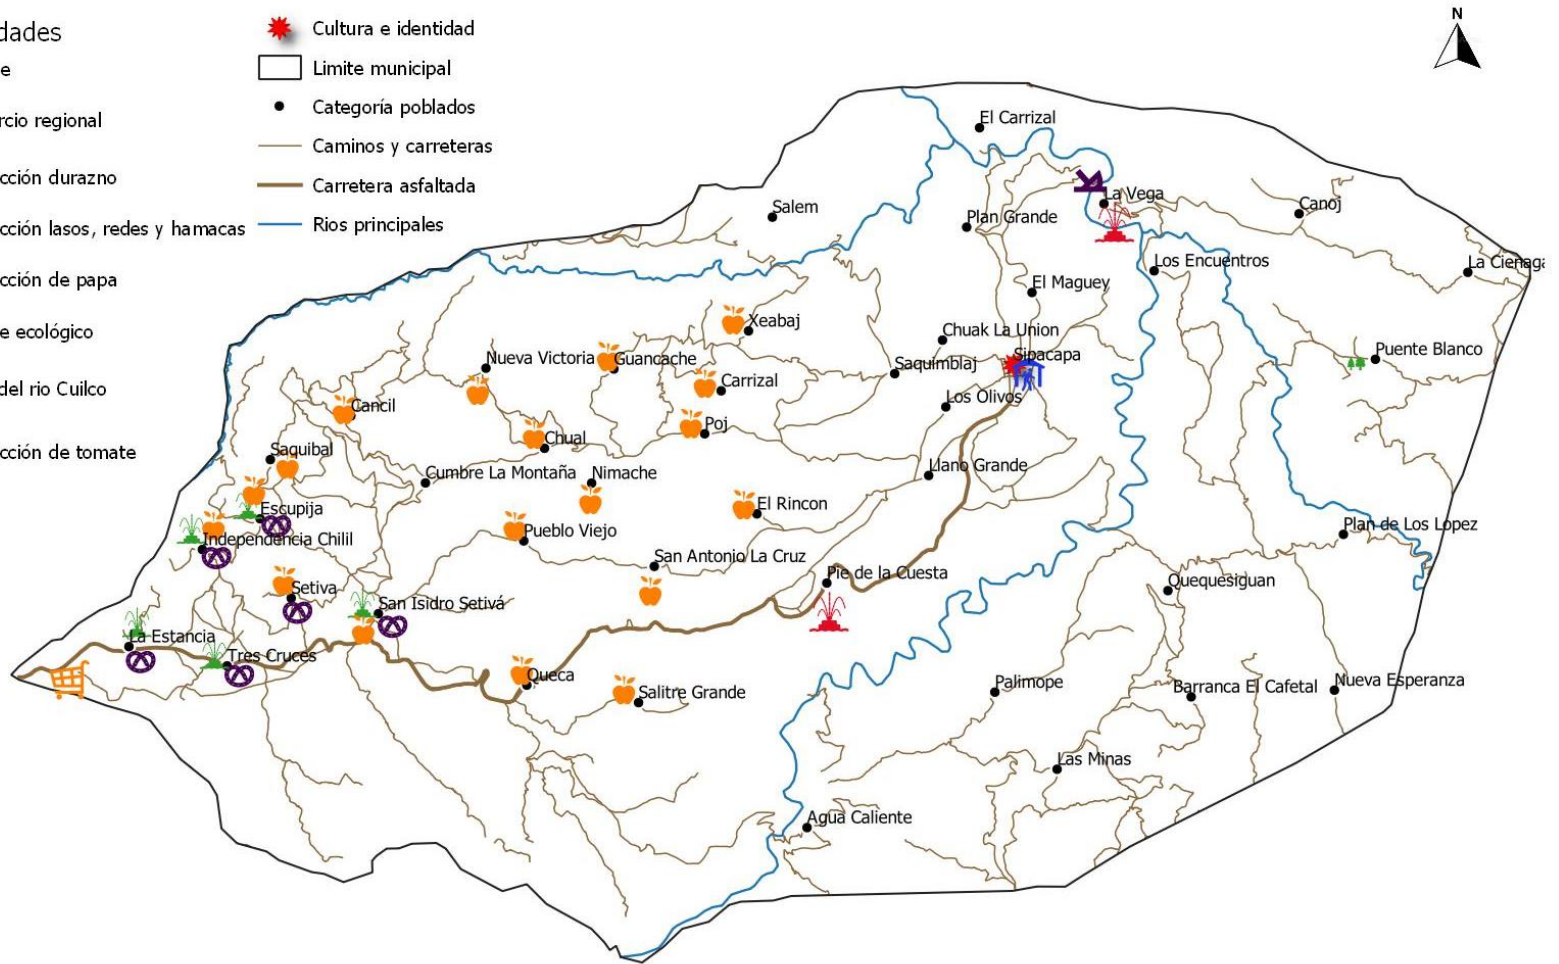 dades
e
rcio regional
cción durazno
cción lasos, redes y hamacas
cción de papa
e ecológico
del rio Cuilco
cción de tomate
Cultura e identidad
Limite municipal
Categoría poblados
Caminos y carreteras
Carretera asfaltada
Rios principales
N
El Carrizal
La Vega
Canoj
Salem
Plan Grande
Los Encuentros
La Cienaga
El Maguey
Xeabaj
Chuak La Union
Puente Blanco
Sipacapa
Nueva Victoria
Guancache
Saquimblaj
Carrizal
Los Olivos
Cancil
Poj
Chual
Saquibal
Llano Grande
Cumbre La Montaña
Nimache
El Rincon
Escupija
Plan de Los Lopez
Pueblo Viejo
Independencia Chilil
San Antonio La Cruz
Pie de la Cuesta
Quequesiguan
Setiva
San Isidro Setivá
La Estancia
Tres Cruces
Queca
Palimope
Nueva Esperanza
Barranca El Cafetal
Salitre Grande
Las Minas
Agua Caliente